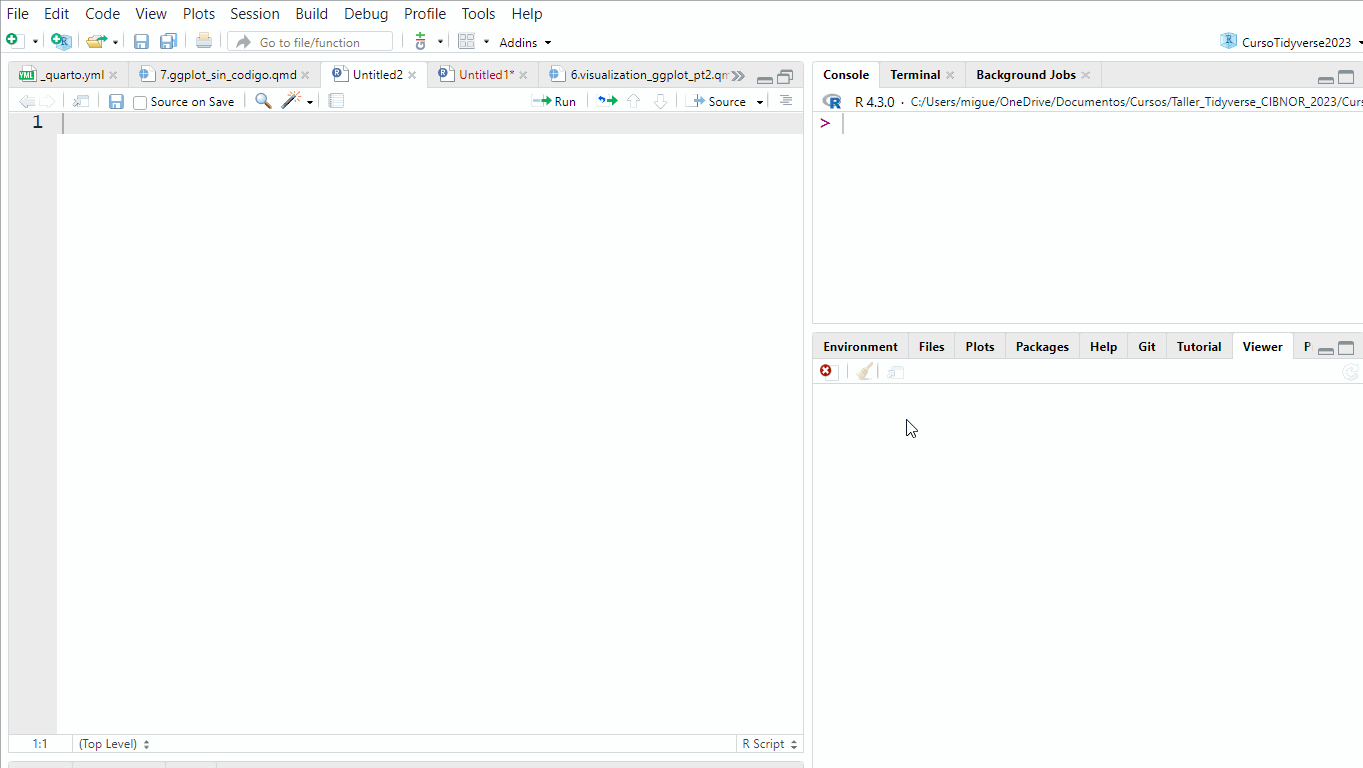 File Edit Code View Plots Session Build Debug Profile Tools Help
Go to file/function Addins CursoTidyverse2023
_quarto.yml 7.ggplot_sin_codigo.qmd Untitled2 Untitled1* 6.visualization_ggplot_pt2.qm
Source on Save Run Source
1
1:1 (Top Level) R Script
Console Terminal Background Jobs
R 4.3.0 · C:/Users/migue/OneDrive/Documentos/Cursos/Taller_Tidyverse_CIBNOR_2023/Curs
>
Environment Files Plots Packages Help Git Tutorial Viewer P